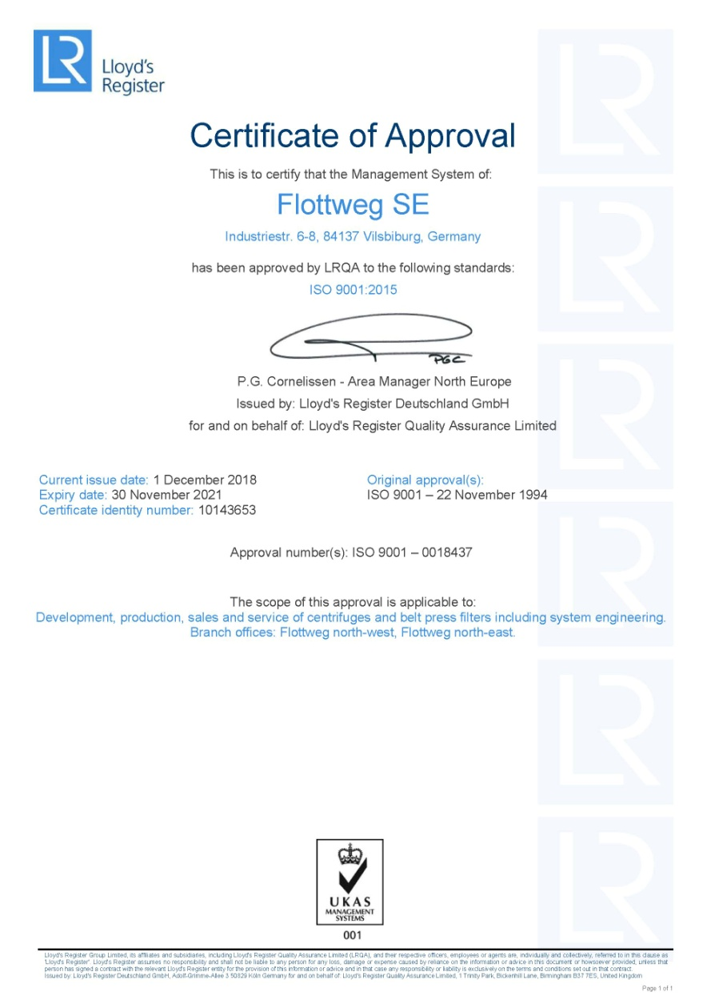 LR
Lloyd's
Register
Certificate of Approval
This is to certify that the Management System of:
Flottweg SE
Industriestr. 6-8, 84137 Vilsbiburg, Germany
has been approved by LRQA to the following standards:
ISO 9001:2015
PGC
P.G. Cornelissen - Area Manager North Europe
Issued by: Lloyd's Register Deutschland GmbH
for and on behalf of: Lloyd's Register Quality Assurance Limited
Current issue date: 1 December 2018
Expiry date: 30 November 2021
Certificate identity number: 10143653
Original approval(s):
ISO 9001 – 22 November 1994
Approval number(s): ISO 9001 – 0018437
The scope of this approval is applicable to:
Development, production, sales and service of centrifuges and belt press filters including system engineering.
Branch offices: Flottweg north-west, Flottweg north-east.
UKAS
MANAGEMENT
SYSTEMS
001
Lloyd's Register Group Limited, its affiliates and subsidiaries, including Lloyd's Register Quality Assurance Limited (LRQA), and their respective officers, employees or agents are, individually and collectively, referred to in this clause as
'Lloyd's Register'. Lloyd's Register assumes no responsibility and shall not be liable to any person for any loss, damage or expense caused by reliance on the information or advice in this document or howsoever provided, unless that
person has signed a contract with the relevant Lloyd's Register entity for the provision of this information or advice and in that case any responsibility or liability is exclusively on the terms and conditions set out in that contract.
Issued by: Lloyd's Register Deutschland GmbH, Adolf-Grimme-Allee 3 50829 Köln Germany for and on behalf of: Lloyd's Register Quality Assurance Limited, 1 Trinity Park, Bickenhill Lane, Birmingham B37 7ES, United Kingdom
Page 1 of 1